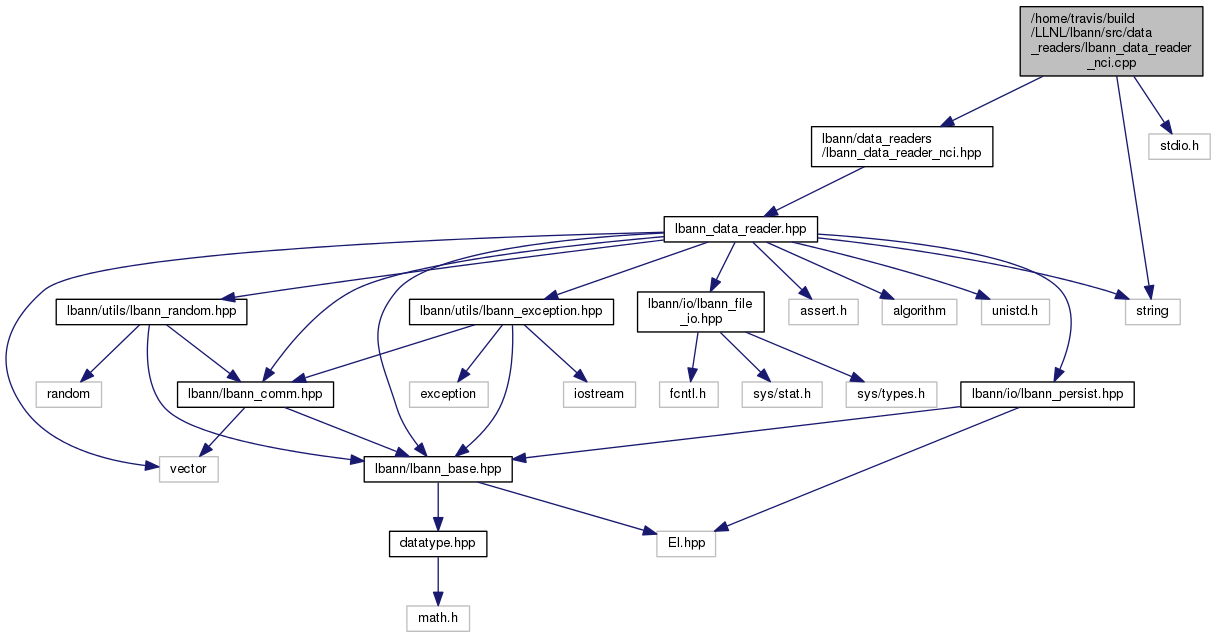 /home/travis/build
/LLNL/lbann/src/data
_readers/lbann_data_reader
_nci.cpp
lbann/data_readers
/lbann_data_reader_nci.hpp
stdio.h
lbann_data_reader.hpp
lbann/utils/lbann_random.hpp
lbann/utils/lbann_exception.hpp
lbann/io/lbann_file
_io.hpp
assert.h
algorithm
unistd.h
string
random
lbann/lbann_comm.hpp
exception
iostream
fcntl.h
sys/stat.h
sys/types.h
lbann/io/lbann_persist.hpp
vector
lbann/lbann_base.hpp
datatype.hpp
El.hpp
math.h